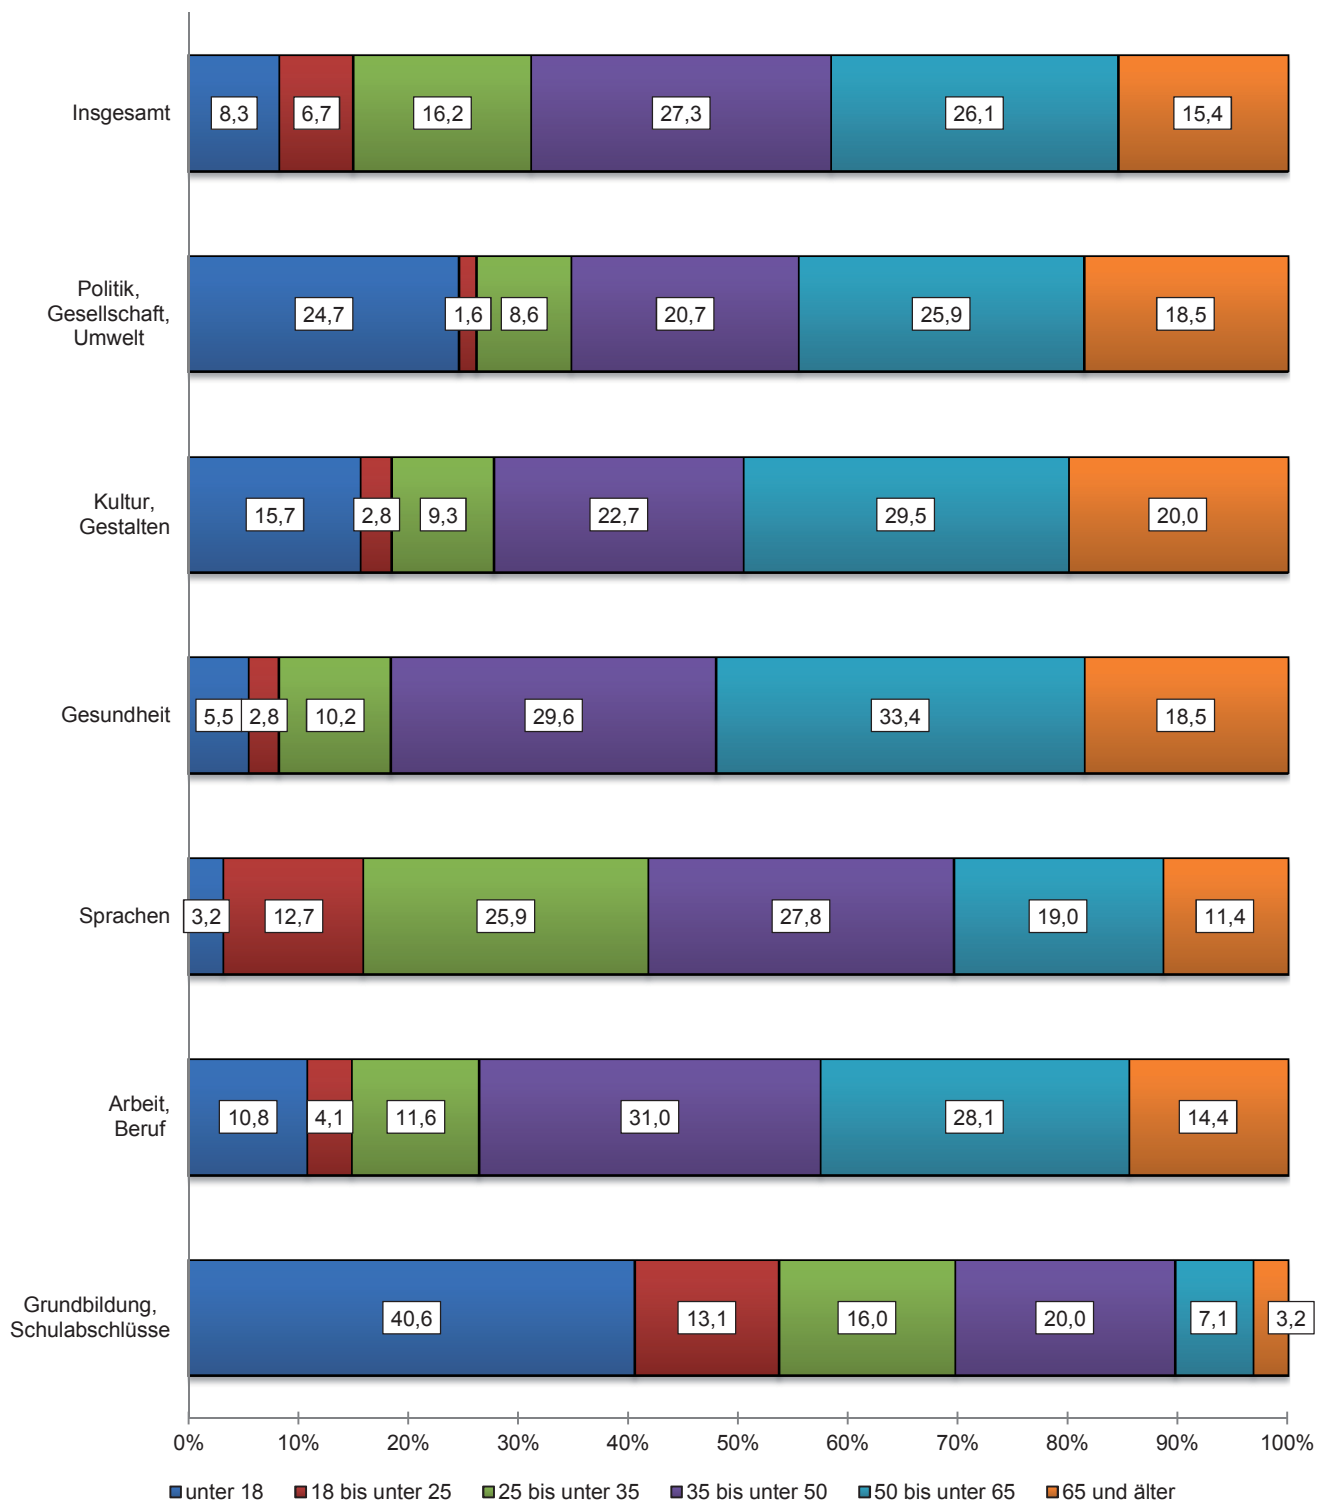 Insgesamt
8,3 6,7 16,2 27,3 26,1 15,4
Politik,
Gesellschaft,
Umwelt
24,7 1,6 8,6 20,7 25,9 18,5
Kultur,
Gestalten
15,7 2,8 9,3 22,7 29,5 20,0
Gesundheit
5,5 2,8 10,2 29,6 33,4 18,5
Sprachen
3,2 12,7 25,9 27,8 19,0 11,4
Arbeit,
Beruf
10,8 4,1 11,6 31,0 28,1 14,4
Grundbildung,
Schulabschlüsse
40,6 13,1 16,0 20,0 7,1 3,2
0% 10% 20% 30% 40% 50% 60% 70% 80% 90% 100%
unter 18 18 bis unter 25 25 bis unter 35 35 bis unter 50 50 bis unter 65 65 und älter